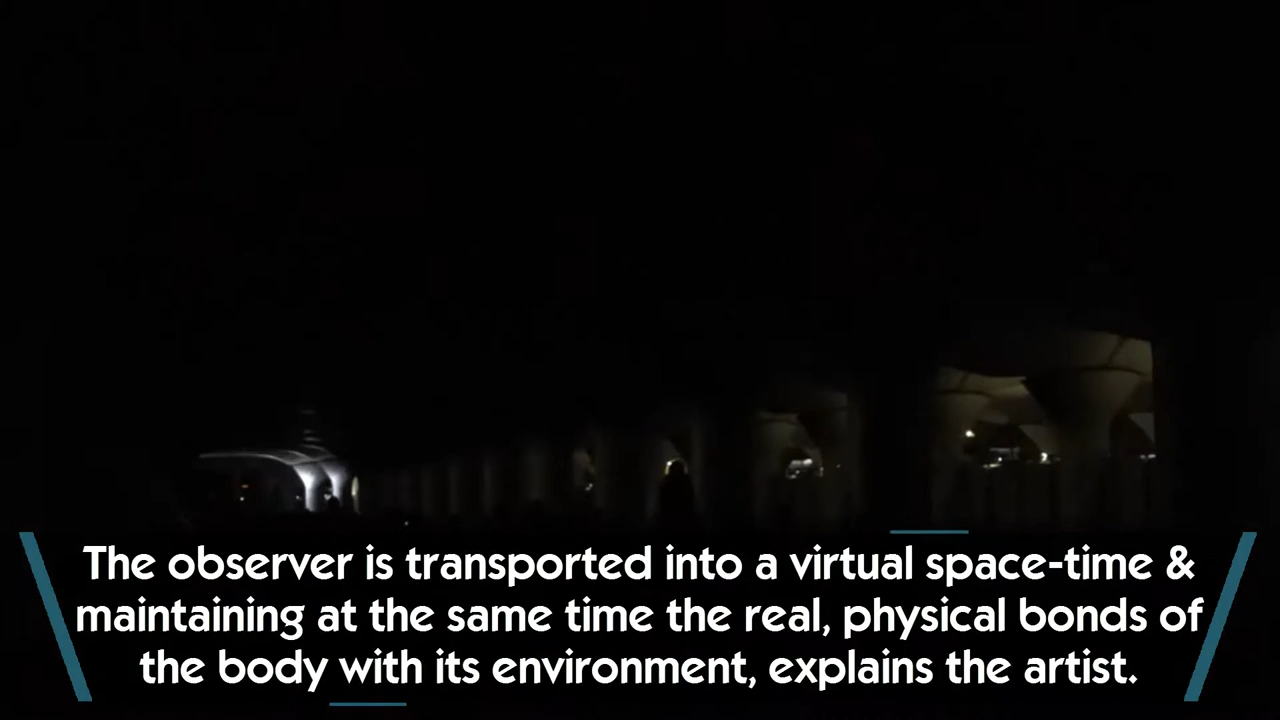 The observer is transported into a virtual space-time &
maintaining at the same time the real, physical bonds of
the body with its environment, explains the artist.